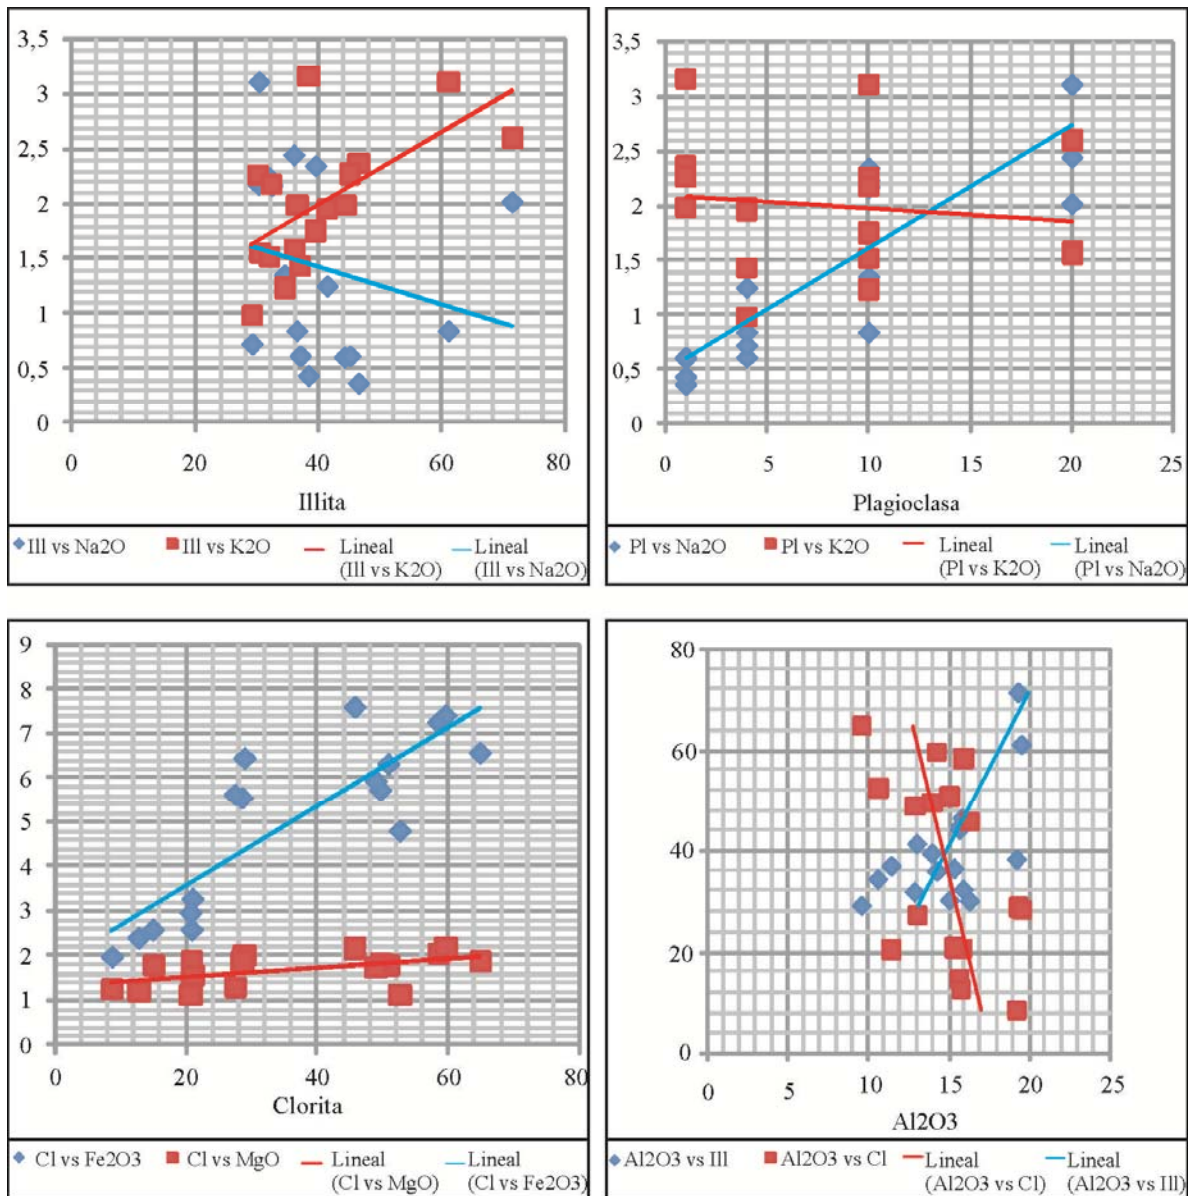 3,5
3
2,5
2
1,5
1
0,5
0
0 20 40 60 80
Illita
Ill vs Na2O Ill vs K2O Lineal (Ill vs K2O) Lineal (Ill vs Na2O)
3,5
3
2,5
2
1,5
1
0,5
0
0 5 10 15 20 25
Plagioclasa
Pl vs Na2O Pl vs K2O Lineal (Pl vs K2O) Lineal (Pl vs Na2O)
9
8
7
6
5
4
3
2
1
0
0 20 40 60 80
Clorita
Cl vs Fe2O3 Cl vs MgO Lineal (Cl vs MgO) Lineal (Cl vs Fe2O3)
80
60
40
20
0
0 5 10 15 20 25
Al2O3
Al2O3 vs Ill Al2O3 vs Cl Lineal (Al2O3 vs Cl) Lineal (Al2O3 vs Ill)